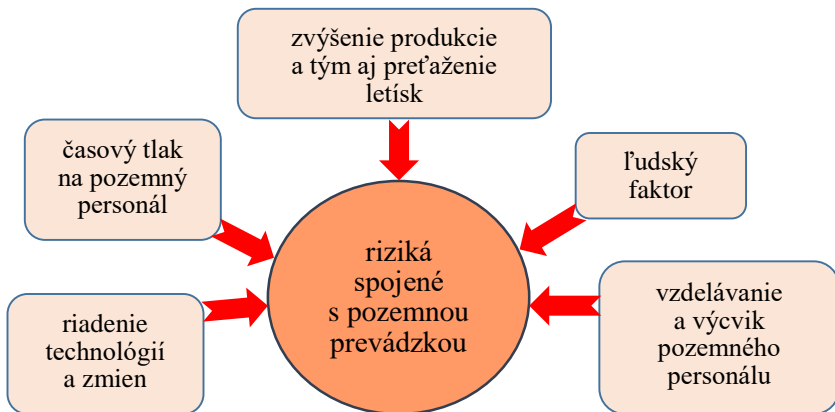 zvýšenie produkcie
a tým aj preťaženie
letísk
časový tlak
na pozemný
personál
ľudský
faktor
riziká
spojené
s pozemnou
prevádzkou
riadenie
technológií
a zmien
vzdelávanie
a výcvik
pozemného
personálu